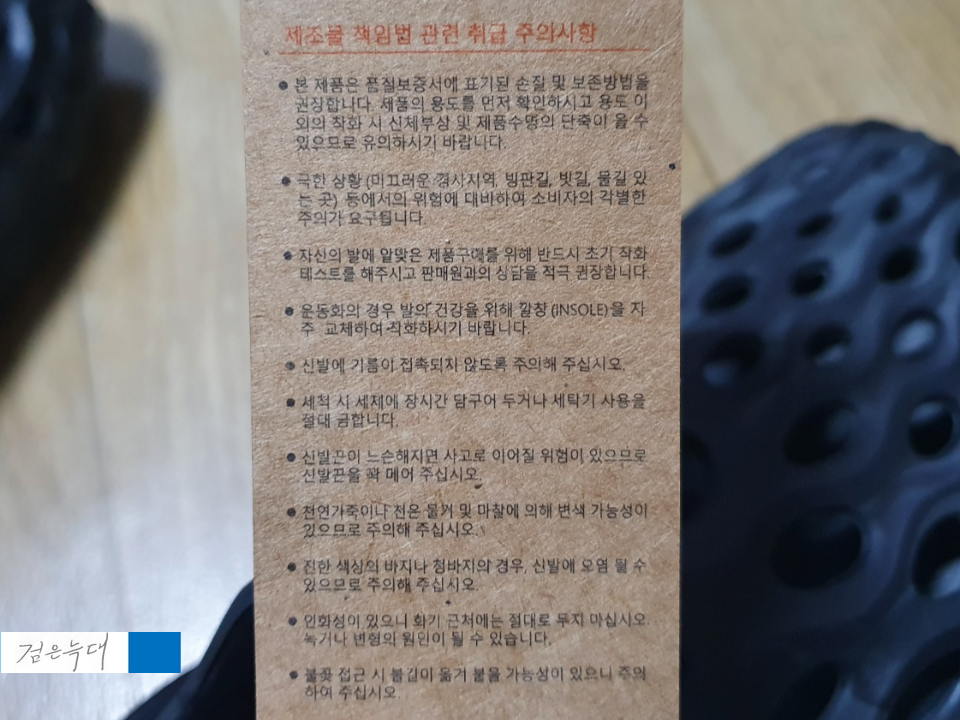 제조물 책임법 관련 취급 주의사항
● 본 제품은 품질보증서에 표기된 손질 및 보존방법을
권장합니다. 제품의 용도를 먼저 확인하시고 용도 이
외의 착화 시 신체부상 및 제품수명의 단축이 올 수
있으므로 유의하시기 바랍니다.
● 극한 상황 (미끄러운 경사지역, 빙판길, 빗길, 물길 있
는 곳) 등에서의 위험에 대비하여 소비자의 각별한
주의가 요구됩니다.
● 자신의 발에 알맞은 제품구매를 위해 반드시 초기 착화
테스트를 해주시고 판매원과의 상담을 적극 권장합니다.
● 운동화의 경우 발의 건강을 위해 깔창(INSOLE)을 자
주 교체하여 착화하시기 바랍니다.
● 신발에 기름이 접촉되지 않도록 주의해 주십시오.
● 세척 시 세제에 장시간 담구어 두거나 세탁기 사용을
절대 금합니다.
● 신발끈이 느슨해지면 사고로 이어질 위험이 있으므로
신발끈을 꽉 메어 주십시오.
● 천연가죽이나 천은 물기 및 마찰에 의해 변색 가능성이
있으므로 주의해 주십시오.
● 진한 색상의 바지나 청바지의 경우, 신발에 오염 될 수
있으므로 주의해 주십시오.
● 인화성이 있으니 화기 근처에는 절대로 두지 마십시오.
녹거나 변형의 원인이 될 수 있습니다.
● 불꽃 접근 시 불길이 옮겨 붙을 가능성이 있으니 주의
하여 주십시오.
검은늑대